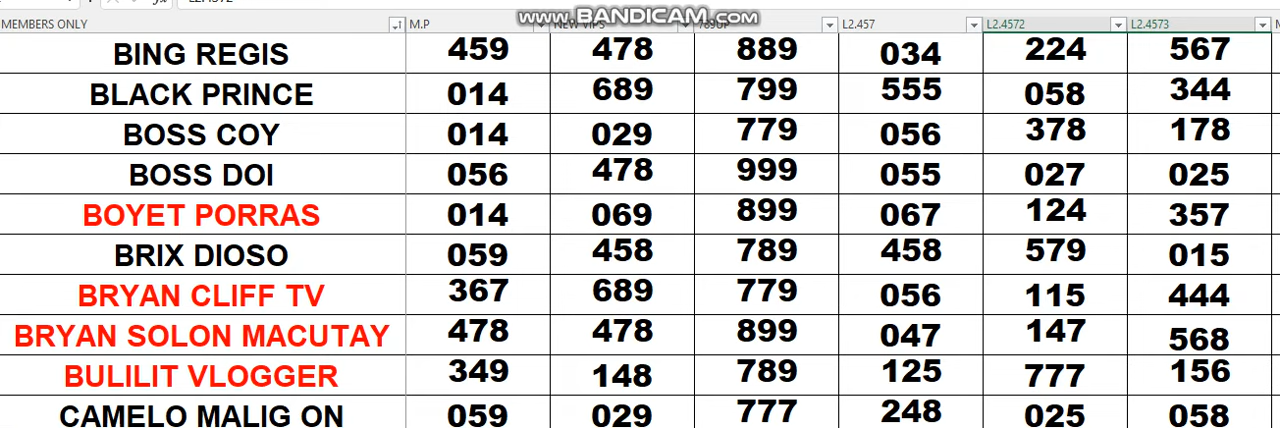 www.BANDICAM.com
MEMBERS ONLY M.P NEW VIPS L2.457 L2.4572 L2.4573
BING REGIS 459 478 889 034 224 567
BLACK PRINCE 014 689 799 555 058 344
BOSS COY 014 029 779 056 378 178
BOSS DOI 056 478 999 055 027 025
BOYET PORRAS 014 069 899 067 124 357
BRIX DIOSO 059 458 789 458 579 015
BRYAN CLIFF TV 367 689 779 056 115 444
BRYAN SOLON MACUTAY 478 478 899 047 147 568
BULILIT VLOGGER 349 148 789 125 777 156
CAMELO MALIG ON 059 029 777 248 025 058